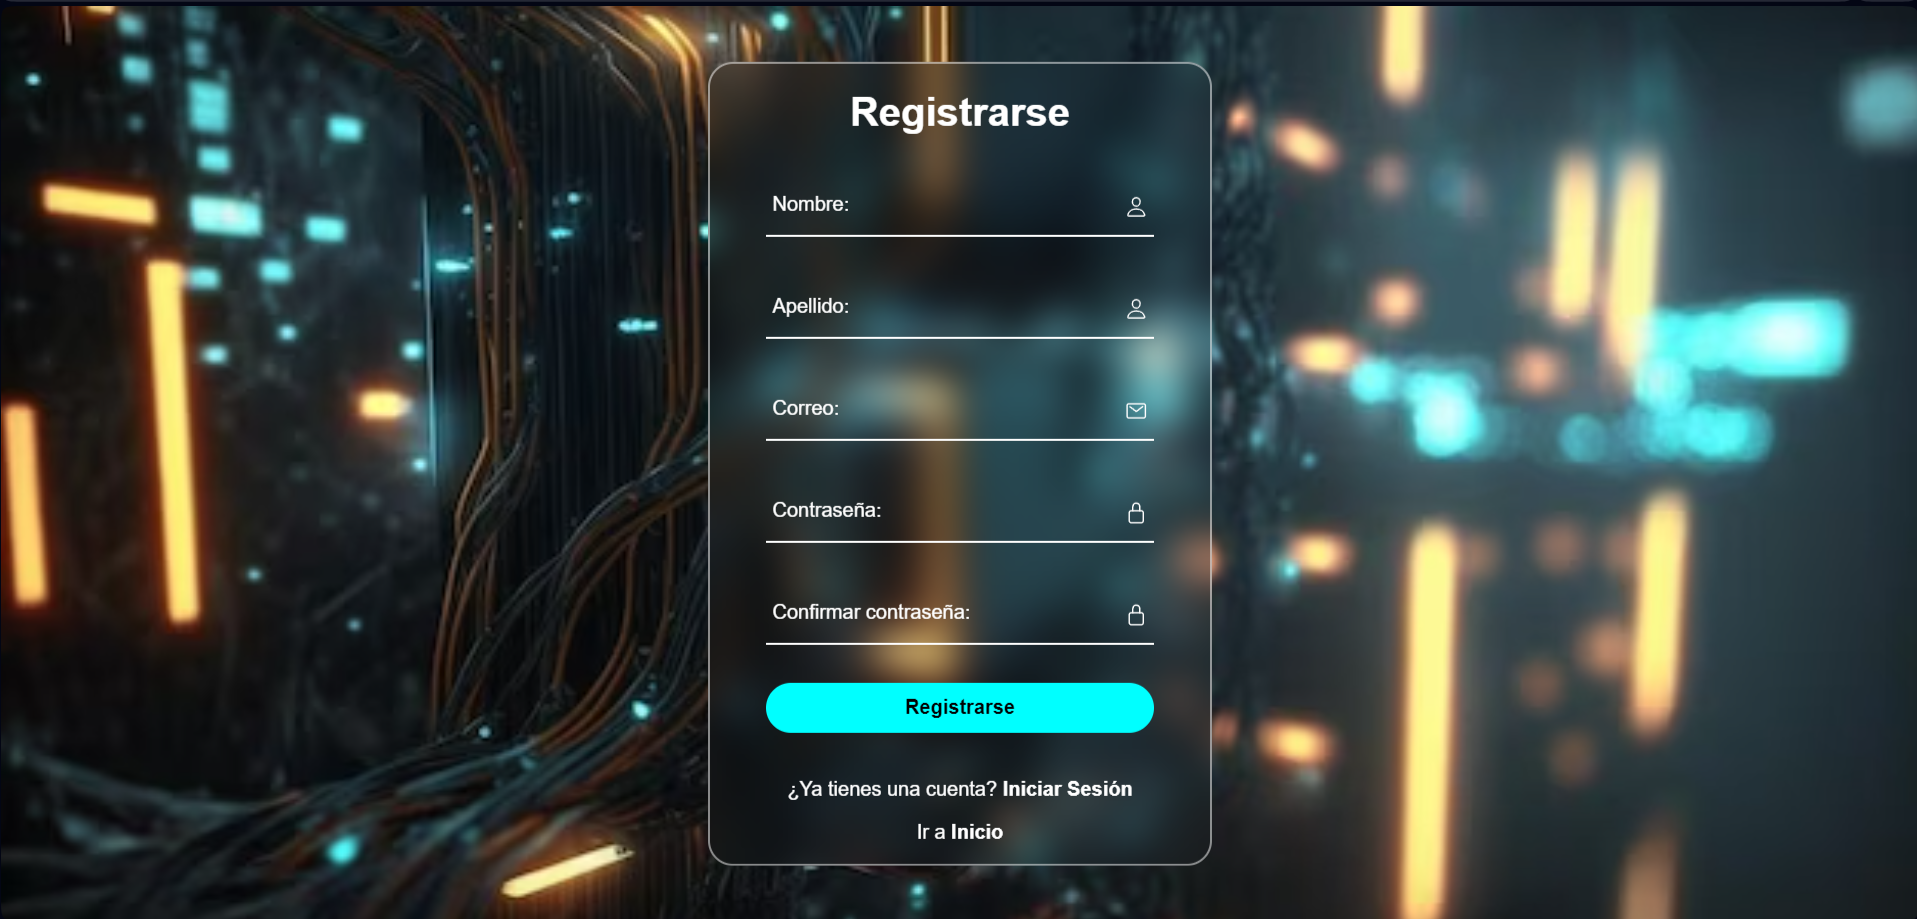 Registrarse
Nombre:
Apellido:
Correo:
Contraseña:
Confirmar contraseña:
Registrarse
¿Ya tienes una cuenta? Iniciar Sesión
Ir a Inicio